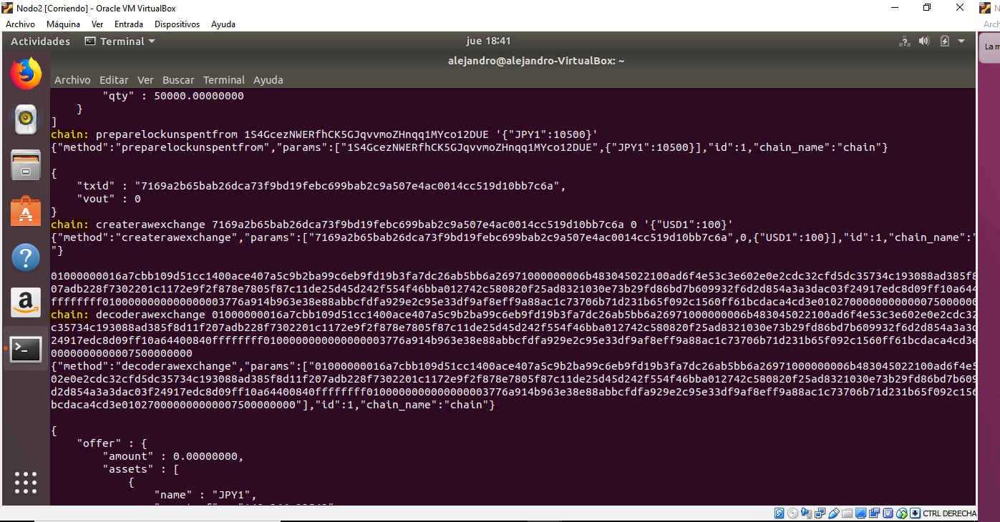 Nodo2 [Corriendo] - Oracle VM VirtualBox
Archivo Máquina Ver Entrada Dispositivos Ayuda
Actividades Terminal jue 18:41
alejandro@alejandro-VirtualBox: ~
Archivo Editar Ver Buscar Terminal Ayuda
"qty" : 50000.00000000
}
]
chain: preparelockunspentfrom 1S4GcezNWERfhCK5GJqvvmoZHnqq1MYco12DUE '{"JPY1":10500}'
{"method":"preparelockunspentfrom","params":["1S4GcezNWERfhCK5GJqvvmoZHnqq1MYco12DUE",{"JPY1":10500}],"id":1,"chain_name":"chain"}
{
"txid" : "7169a2b65bab26dca73f9bd19febc699bab2c9a507e4ac0014cc519d10bb7c6a",
"vout" : 0
}
chain: createrawexchange 7169a2b65bab26dca73f9bd19febc699bab2c9a507e4ac0014cc519d10bb7c6a 0 '{"USD1":100}'
{"method":"createrawexchange","params":["7169a2b65bab26dca73f9bd19febc699bab2c9a507e4ac0014cc519d10bb7c6a",0,{"USD1":100}],"id":1,"chain_name":"
"}
01000000016a7cbb109d51cc1400ace407a5c9b2ba99c6eb9fd19b3fa7dc26ab5bb6a26971000000006b483045022100ad6f4e53c3e602e0e2cdc32cfd5dc35734c193088ad385f8
07adb228f7302201c1172e9f2f878e7805f87c11de25d45d242f554f46bba012742c580820f25ad8321030e73b29fd86bd7b609932f6d2d854a3a3dac03f24917edc8d09ff10a644
ffffffff0100000000000000003776a914b963e38e88abbcfdfa929e2c95e33df9af8eff9a88ac1c73706b71d231b65f092c1560ff61bcdaca4cd3e010270000000000007500000
chain: decoderawexchange 01000000016a7cbb109d51cc1400ace407a5c9b2ba99c6eb9fd19b3fa7dc26ab5bb6a26971000000006b483045022100ad6f4e53c3e602e0e2cdc32
c35734c193088ad385f8d11f207adb228f7302201c1172e9f2f878e7805f87c11de25d45d242f554f46bba012742c580820f25ad8321030e73b29fd86bd7b609932f6d2d854a3a3d
24917edc8d09ff10a64400840ffffffff0100000000000000003776a914b963e38e88abbcfdfa929e2c95e33df9af8eff9a88ac1c73706b71d231b65f092c1560ff61bcdaca4cd3e
0000000000007500000000
{"method":"decoderawexchange","params":["01000000016a7cbb109d51cc1400ace407a5c9b2ba99c6eb9fd19b3fa7dc26ab5bb6a26971000000006b483045022100ad6f4e5
02e0e2cdc32cfd5dc35734c193088ad385f8d11f207adb228f7302201c1172e9f2f878e7805f87c11de25d45d242f554f46bba012742c580820f25ad8321030e73b29fd86bd7b609
d2d854a3a3dac03f24917edc8d09ff10a64400840ffffffff0100000000000000003776a914b963e38e88abbcfdfa929e2c95e33df9af8eff9a88ac1c73706b71d231b65f092c156
bcdaca4cd3e010270000000000007500000000"],"id":1,"chain_name":"chain"}
{
"offer" : {
"amount" : 0.00000000,
"assets" : [
{
"name" : "JPY1",
CTRL DERECHA